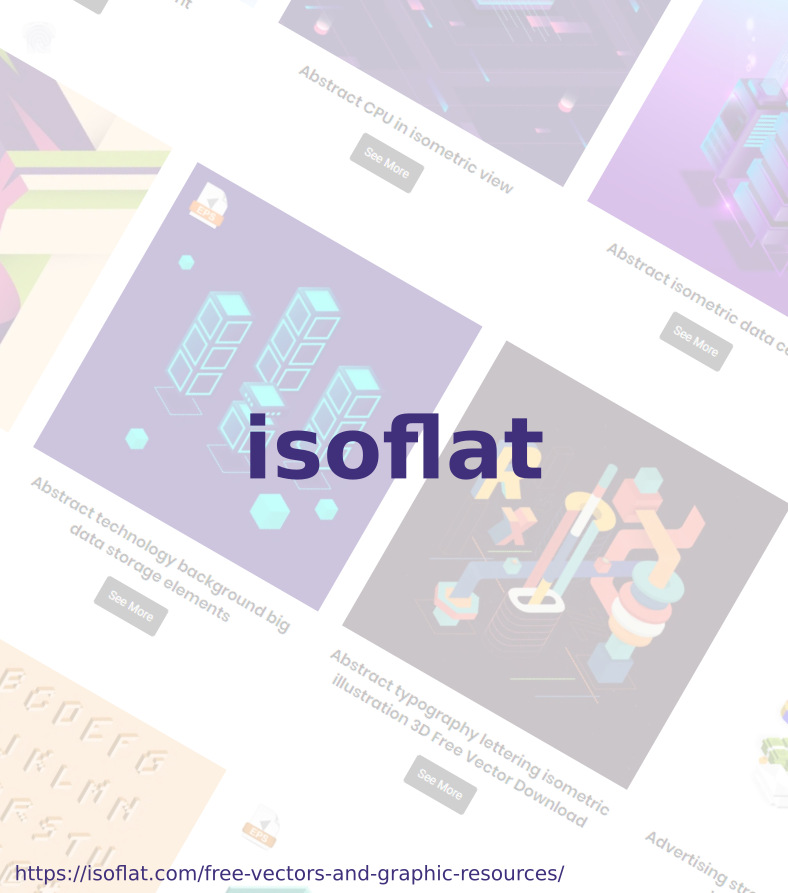 nt
Abstract CPU in isometric view
See More
Abstract isometric data c
See More
EPS
isoflat
Abstract technology background big
data storage elements
See More
Abstract typography lettering isometric
illustration 3D Free Vector Download
See More
B C D E F G
J K L M N
R S T U
EPS
Advertising str
https://isoflat.com/free-vectors-and-graphic-resources/